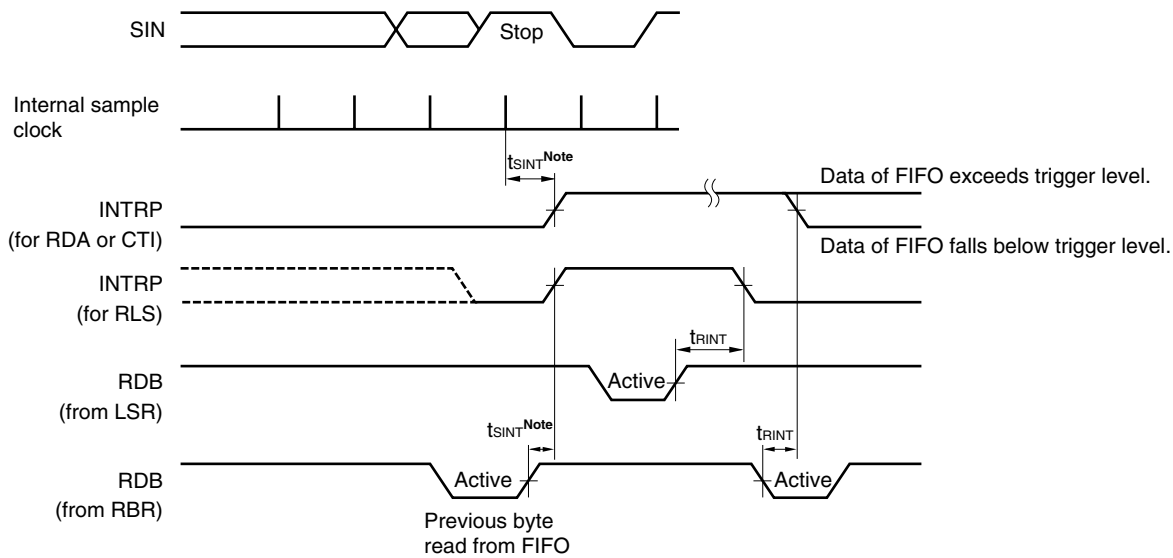 SIN
Stop
Internal sample
clock
tSINTNote
Data of FIFO exceeds trigger level.
INTRP
(for RDA or CTI)
Data of FIFO falls below trigger level.
INTRP
(for RLS)
tRINT
RDB
(from LSR)
Active
tSINTNote
tRINT
RDB
(from RBR)
Active
Active
Previous byte
read from FIFO